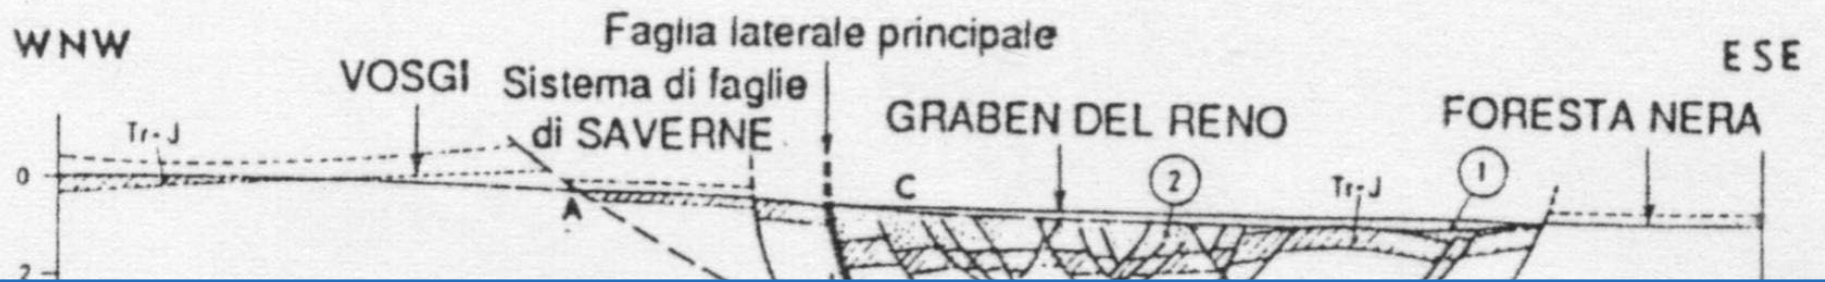 Faglia laterale principale
WNW
ESE
VOSGI
Sistema di faglie
di SAVERNE
GRABEN DEL RENO
FORESTA NERA
Tr-J
0
C
2
Tr-J
1
A
2